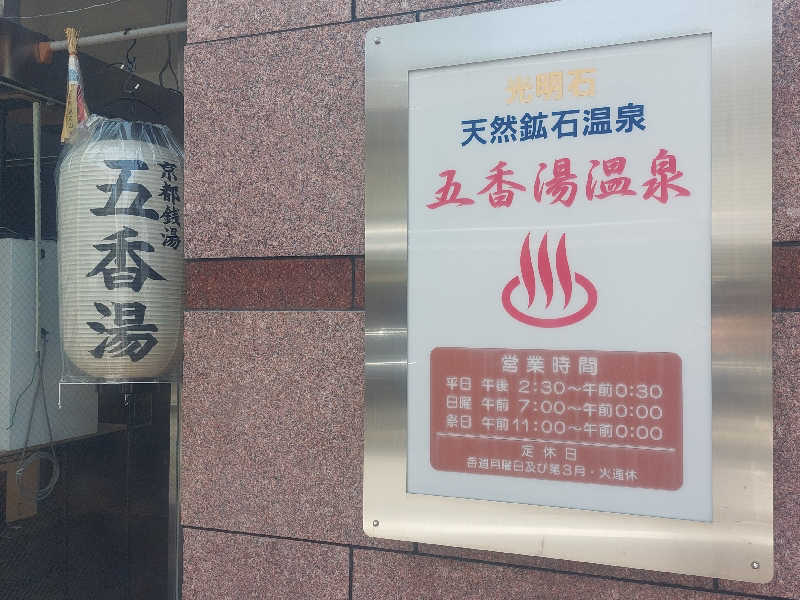 京都銭湯
五香湯
光明石
天然鉱石温泉
五香湯温泉
営業時間
平日 午後 2:30〜午前0:30
日曜 午前 7:00〜午前0:00
祭日 午前11:00〜午前0:00
定休日
毎週月曜日及び第3月・火連休